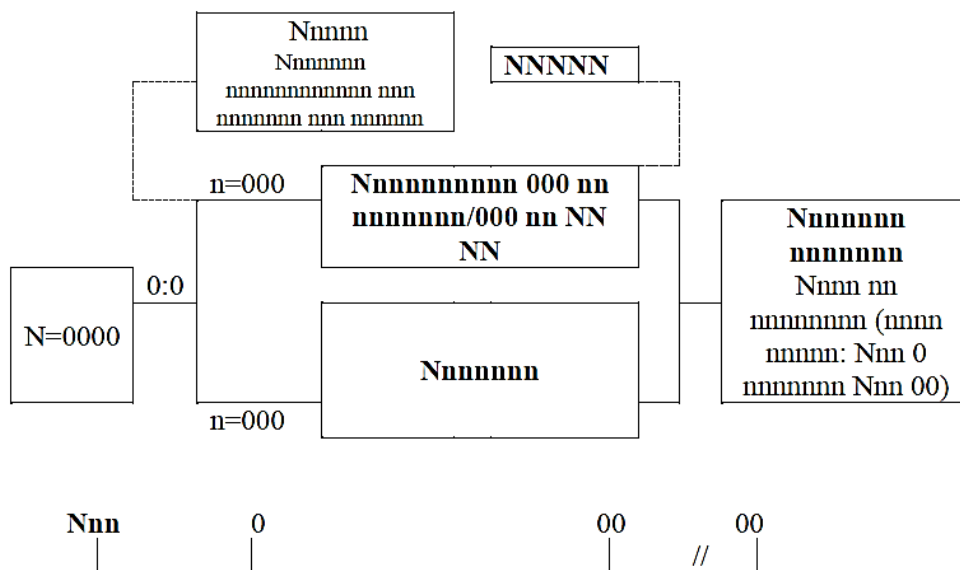 Nnnnn
Nnnnnnn
nnnnnnnnnnnn nnn
nnnnnnn nnn nnnnnn
NNNNN
n=000
Nnnnnnnnnn 000 nn
nnnnnnn/000 nn NN
NN
Nnnnnnn
nnnnnnn
Nnnn nn
nnnnnnnnn (nnnn
nnnnn: Nnn 0
nnnnnnn Nnn 00)
0:0
N=0000
Nnnnnnn
n=000
Nnn 0 00 00
//